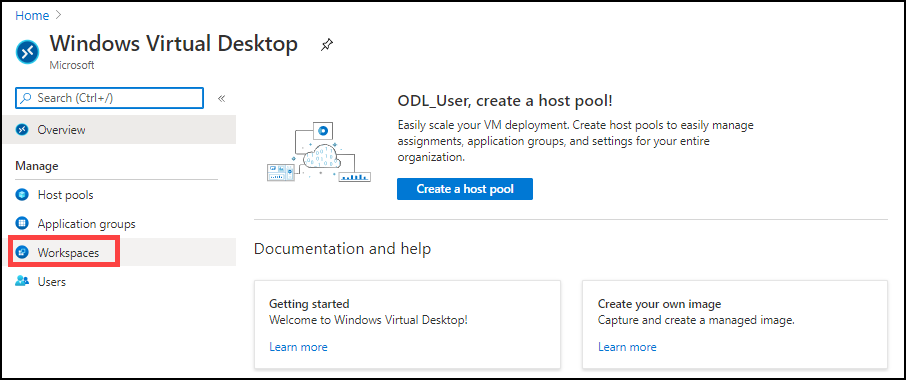 Home >
Windows Virtual Desktop
Microsoft
Search (Ctrl+/)
«
Overview
Manage
Host pools
Application groups
Workspaces
Users
ODL_User, create a host pool!
Easily scale your VM deployment. Create host pools to easily manage
assignments, application groups, and settings for your entire
organization.
Create a host pool
Documentation and help
Getting started
Welcome to Windows Virtual Desktop!
Learn more
Create your own image
Capture and create a managed image.
Learn more